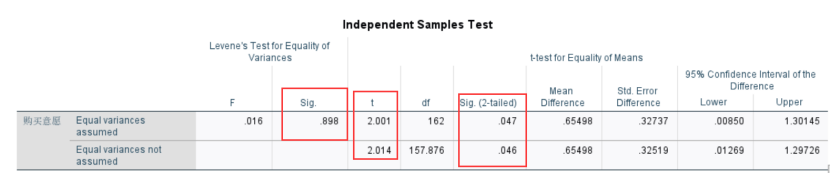 Independent Samples Test
Levene's Test for Equality of Variances
t-test for Equality of Means
95% Confidence Interval of the Difference
F Sig. t df Sig. (2-tailed) Mean Difference Std. Error Difference Lower Upper
购买意愿 Equal variances assumed .016 .898 2.001 162 .047 .65498 .32737 .00850 1.30145
Equal variances not assumed 2.014 157.876 .046 .65498 .32519 .01269 1.29726